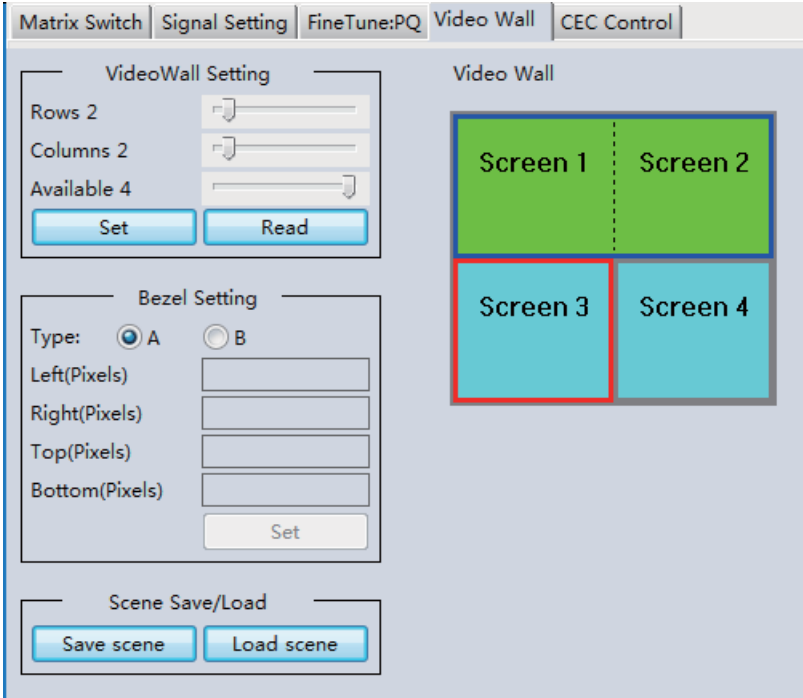 Matrix Switch Signal Setting FineTune:PQ Video Wall CEC Control
VideoWall Setting
Rows 2
Columns 2
Available 4
Set Read
Bezel Setting
Type: A B
Left(Pixels)
Right(Pixels)
Top(Pixels)
Bottom(Pixels)
Set
Scene Save/Load
Save scene Load scene
Video Wall
Screen 1 Screen 2
Screen 3 Screen 4